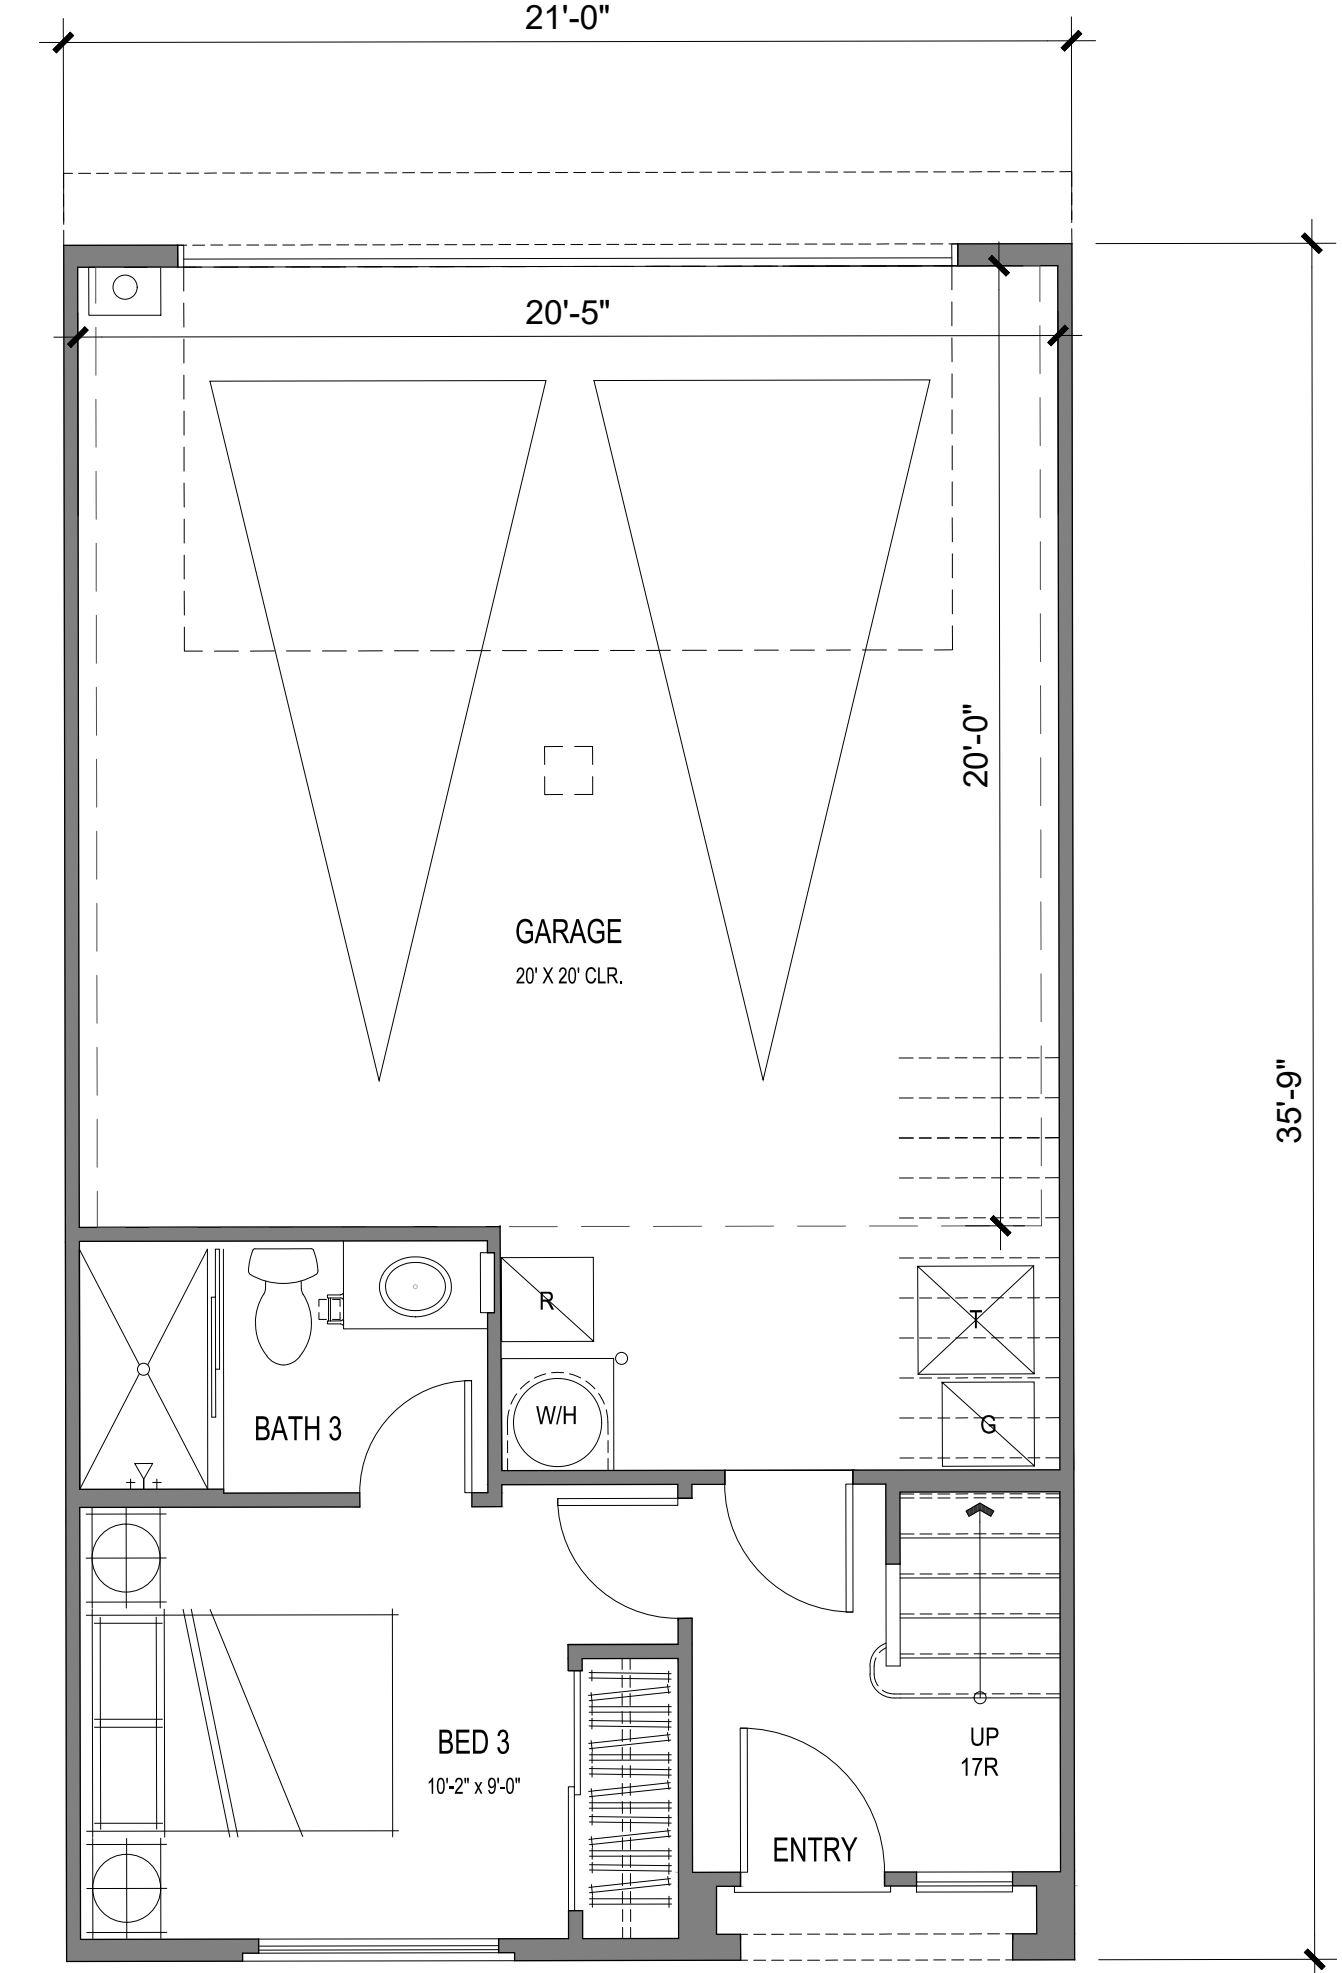 21'-0"
20'-5"
20'-0"
GARAGE
20' X 20' CLR.
35'-9"
R
T
W/H
G
BATH 3
BED 3
10'-2" x 9'-0"
UP
17R
ENTRY